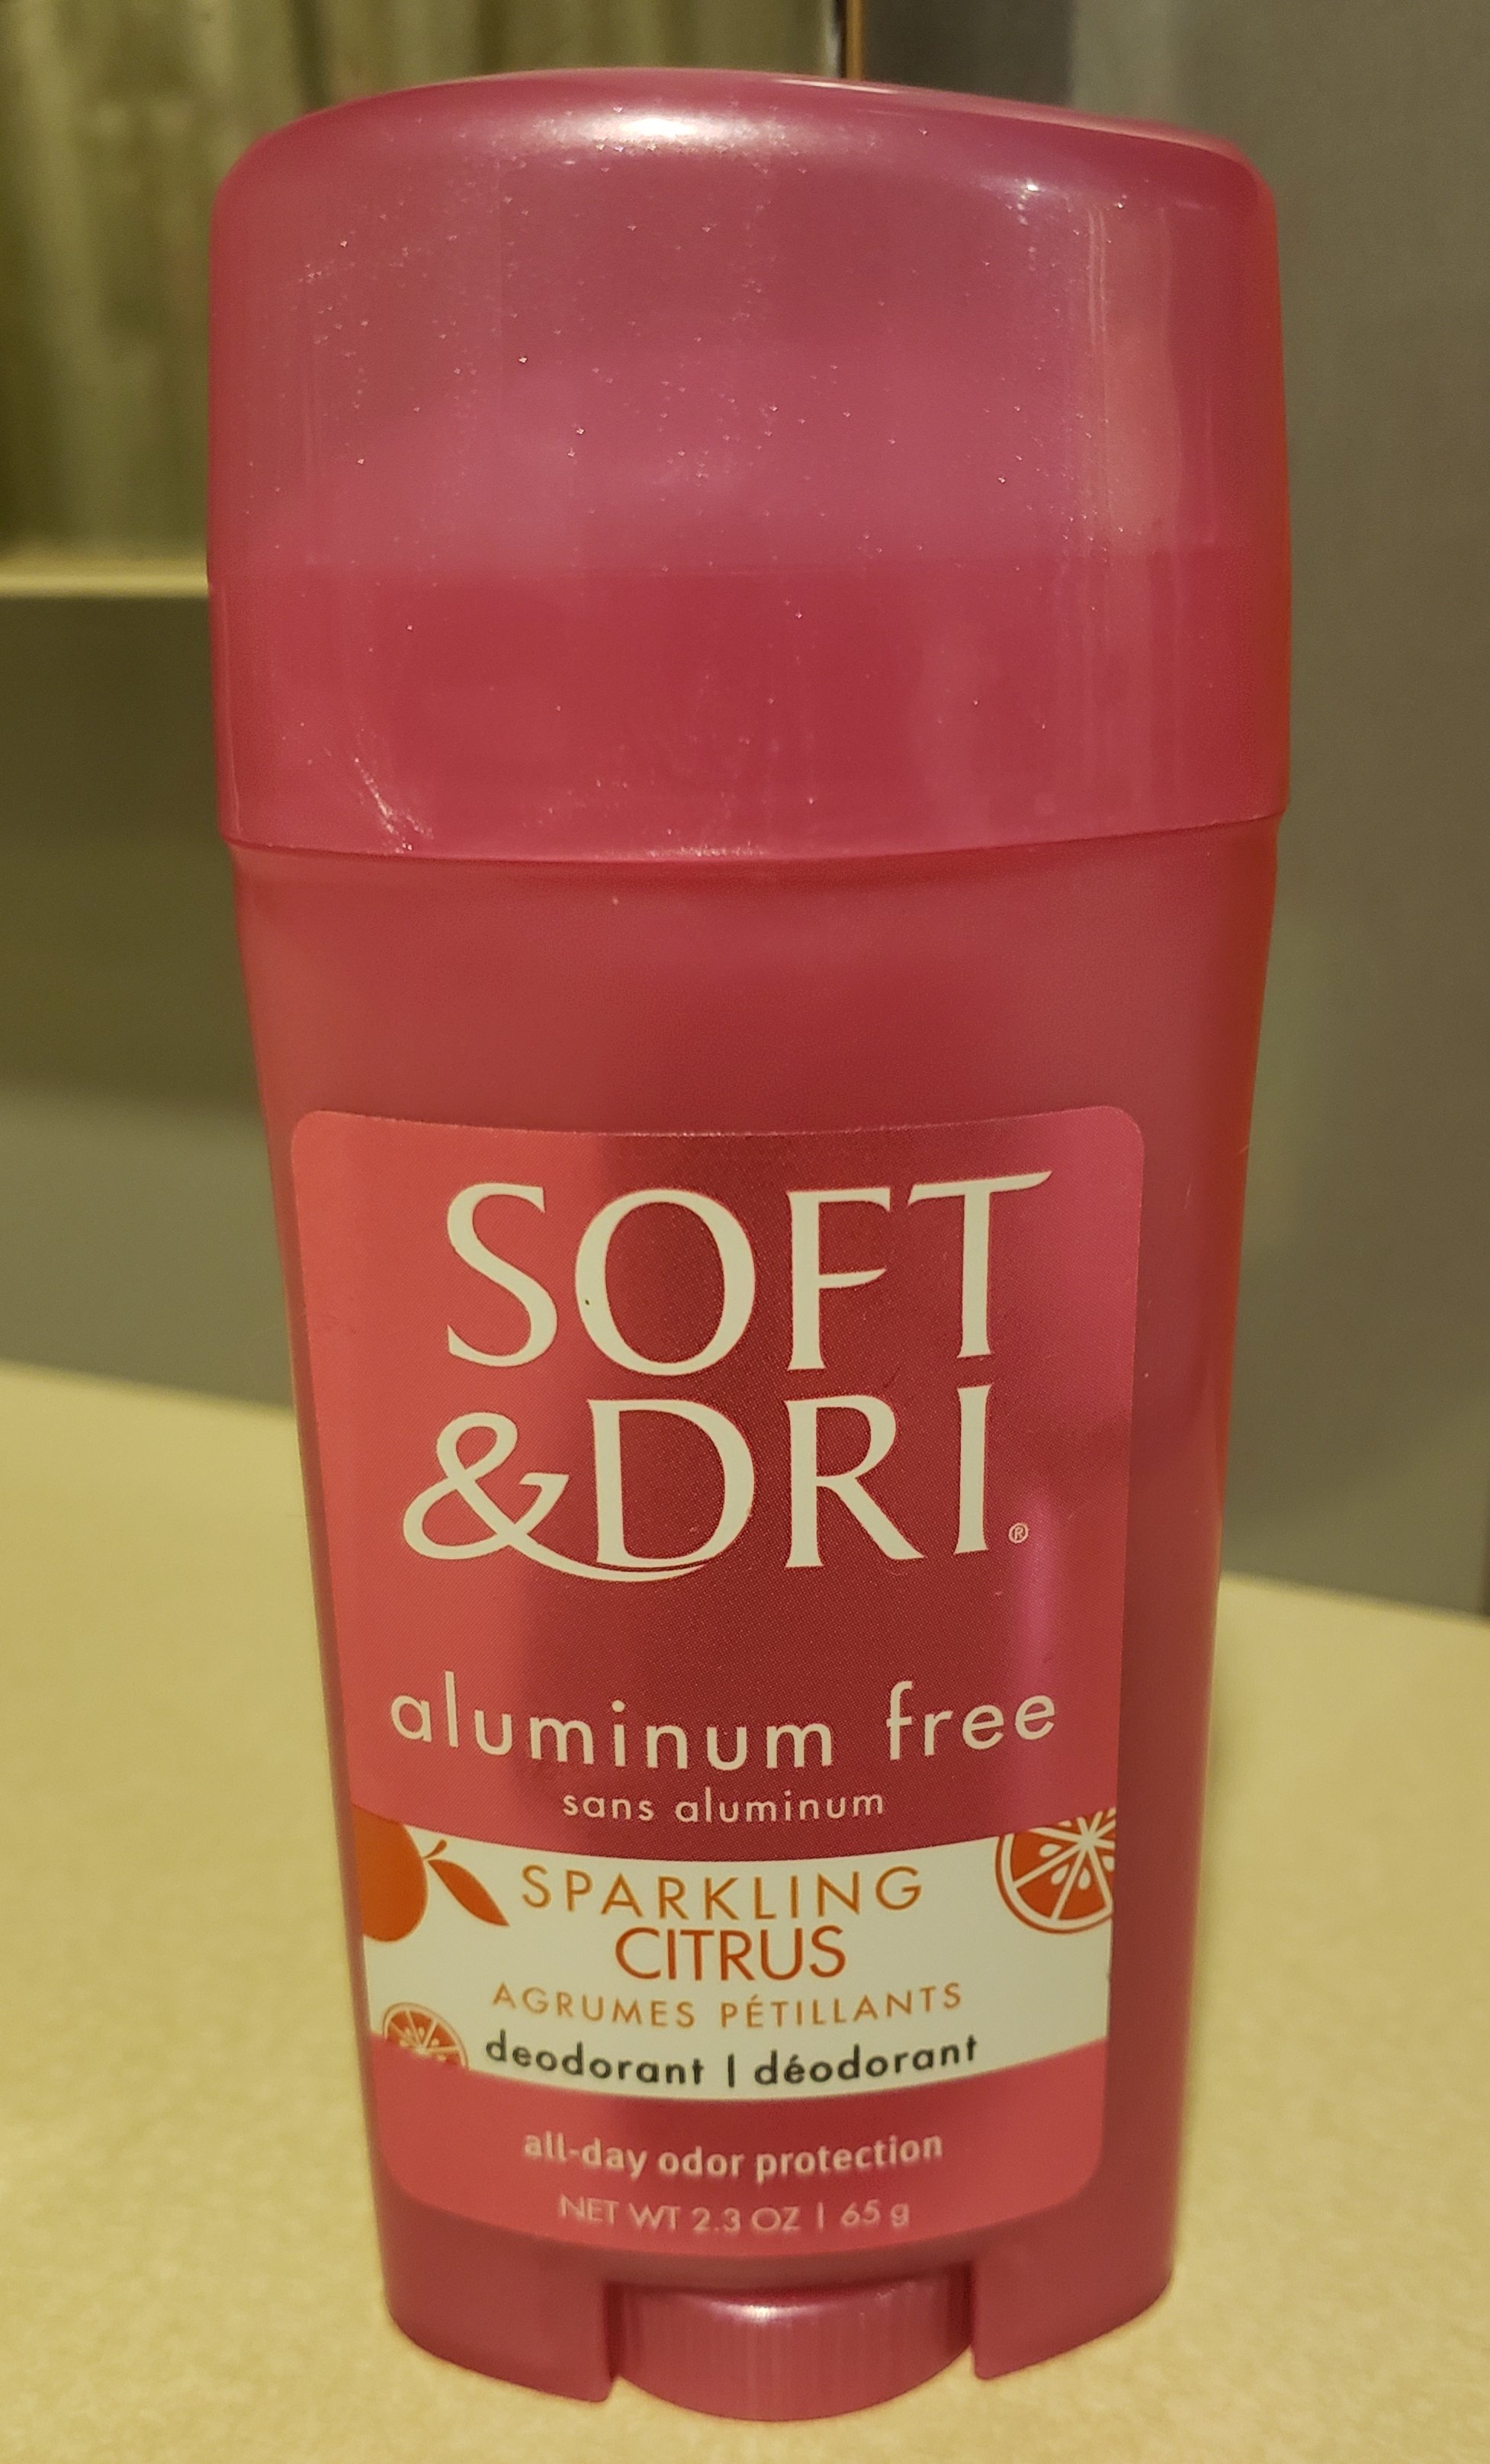 SOFT
&DRI®
aluminum free
sans aluminum
SPARKLING
CITRUS
AGRUMES PÉTILLANTS
deodorant | déodorant
all-day odor protection
NET WT 2.3 OZ | 65 g